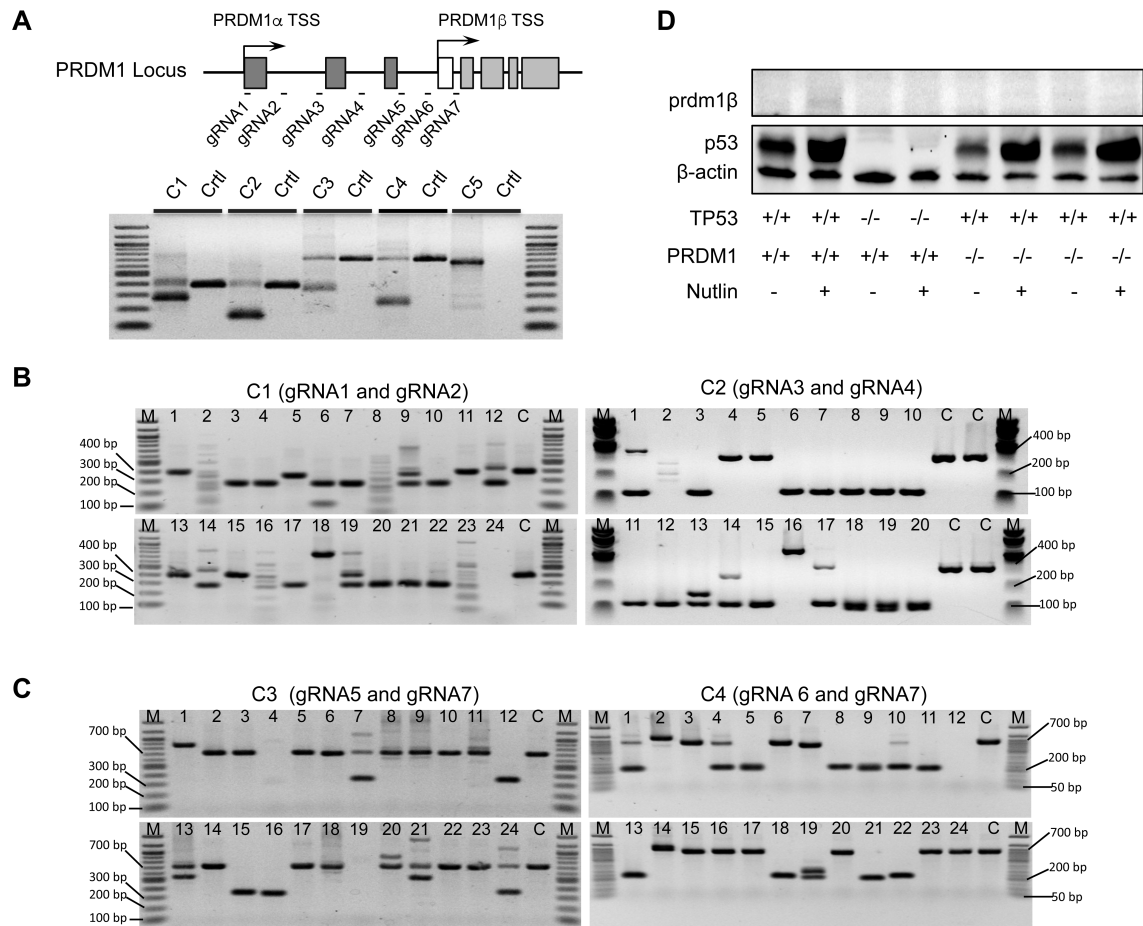 A
PRDM1α TSS
PRDM1β TSS
PRDM1 Locus
gRNA1 gRNA2 gRNA3 gRNA4 gRNA5 gRNA6 gRNA7
C1 Crtl C2 Crtl C3 Crtl C4 Crtl C5 Crtl
D
prdm1β
p53
β-actin
TP53 +/+ +/+ -/- -/- +/+ +/+ +/+ +/+
PRDM1 +/+ +/+ +/+ +/+ -/- -/- -/- -/-
Nutlin - + - + - + - +
B
C1 (gRNA1 and gRNA2)
M 1 2 3 4 5 6 7 8 9 10 11 12 C M
400 bp
300 bp
200 bp
100 bp
M 13 14 15 16 17 18 19 20 21 22 23 24 C M
400 bp
300 bp
200 bp
100 bp
C2 (gRNA3 and gRNA4)
M 1 2 3 4 5 6 7 8 9 10 C C M
400 bp
200 bp
100 bp
M 11 12 13 14 15 16 17 18 19 20 C C M
400 bp
200 bp
100 bp
C
C3 (gRNA5 and gRNA7)
M 1 2 3 4 5 6 7 8 9 10 11 12 C M
700 bp
300 bp
200 bp
100 bp
M 13 14 15 16 17 18 19 20 21 22 23 24 C M
700 bp
300 bp
200 bp
100 bp
C4 (gRNA 6 and gRNA7)
M 1 2 3 4 5 6 7 8 9 10 11 12 C M
700 bp
200 bp
50 bp
M 13 14 15 16 17 18 19 20 21 22 23 24 C M
700 bp
200 bp
50 bp